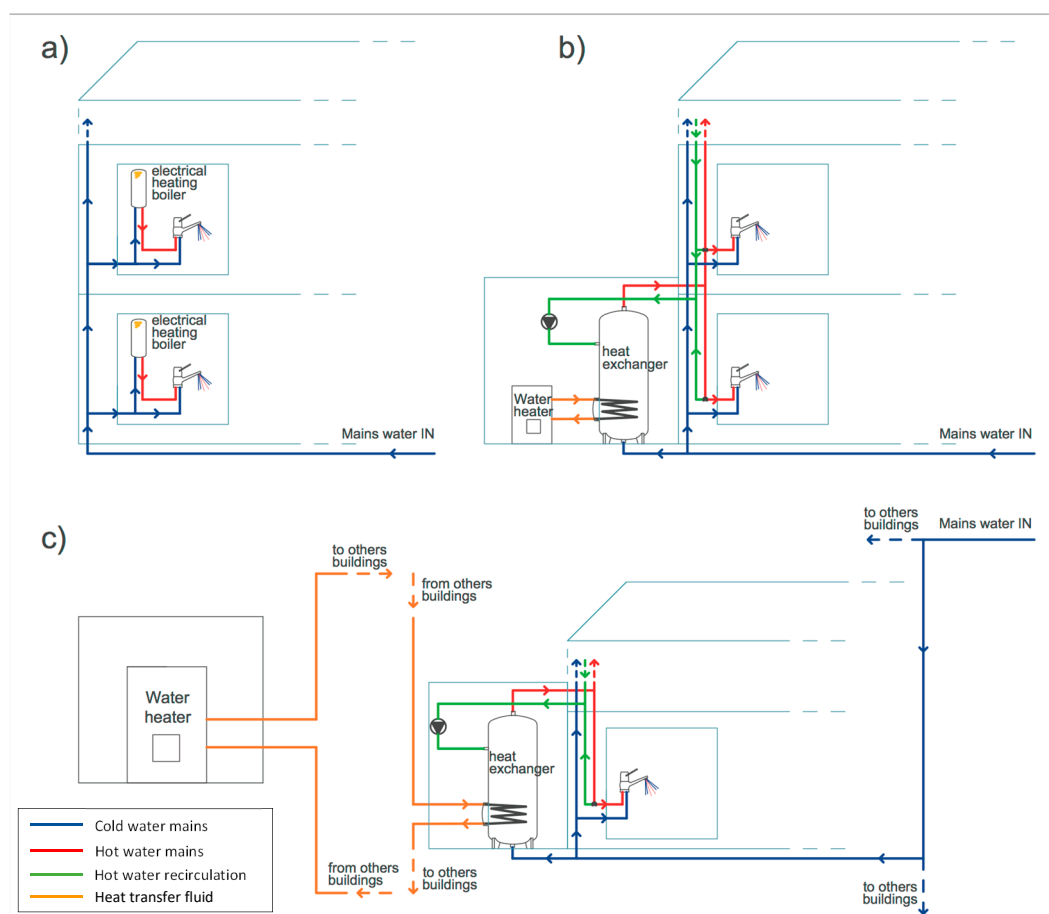 a)
electrical
heating
boiler
electrical
heating
boiler
Mains water IN
b)
heat
exchanger
Water
heater
Mains water IN
c)
to others
buildings
from others
buildings
Water
heater
heat
exchanger
from others
buildings
to others
buildings
to others
buildings
Mains water IN
to others
buildings
Cold water mains
Hot water mains
Hot water recirculation
Heat transfer fluid